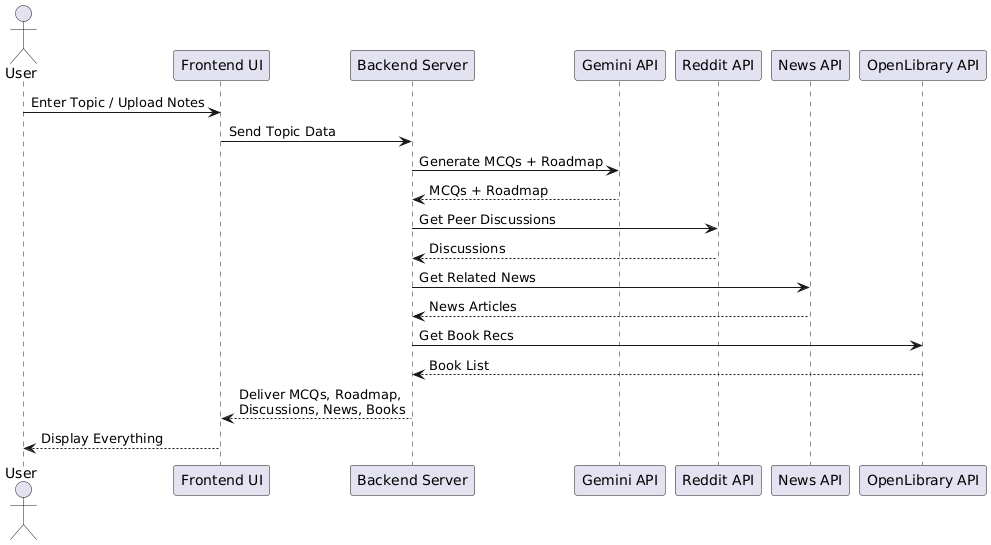 User
Frontend UI
Backend Server
Gemini API
Reddit API
News API
OpenLibrary API
Enter Topic / Upload Notes
Send Topic Data
Generate MCQs + Roadmap
MCQs + Roadmap
Get Peer Discussions
Discussions
Get Related News
News Articles
Get Book Recs
Book List
Deliver MCQs, Roadmap,
Discussions, News, Books
Display Everything
User
Frontend UI
Backend Server
Gemini API
Reddit API
News API
OpenLibrary API